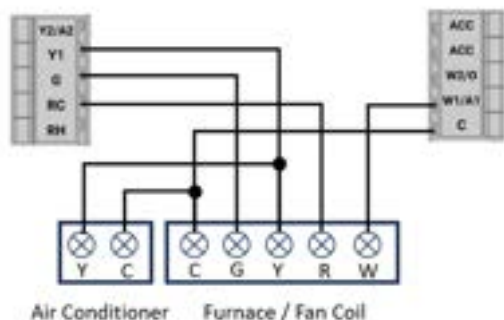 Y2/A2
Y1
G
RC
RH
ACC
ACC
W2/O
W1/A1
C
Y C
C G Y R W
Air Conditioner Furnace / Fan Coil